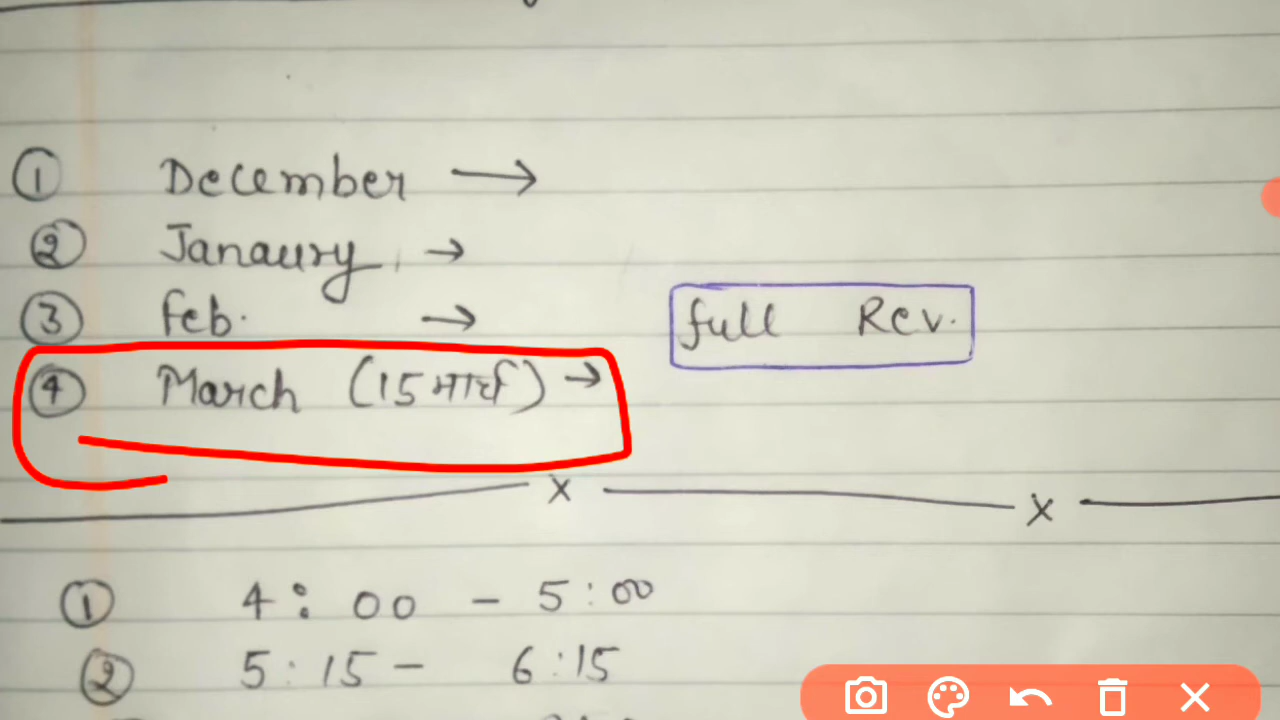 ① December →
② Janaury →
③ Feb. → full Rev.
④ March (15 मार्च) →
x x
① 4:00 - 5:00
② 5:15 - 6:15